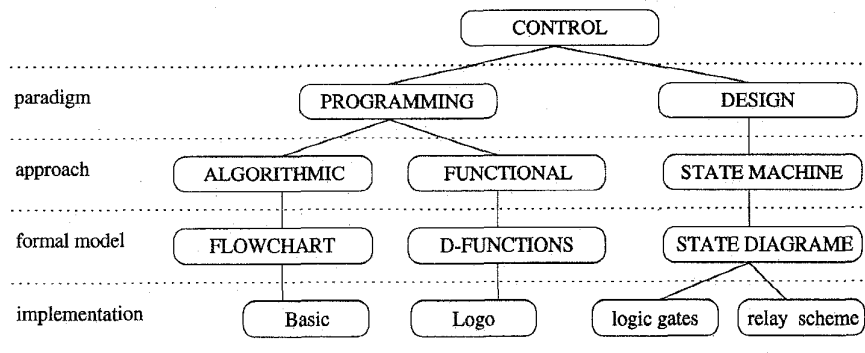 CONTROL
paradigm PROGRAMMING DESIGN
approach ALGORITHMIC FUNCTIONAL STATE MACHINE
formal model FLOWCHART D-FUNCTIONS STATE DIAGRAME
implementation Basic Logo logic gates relay scheme